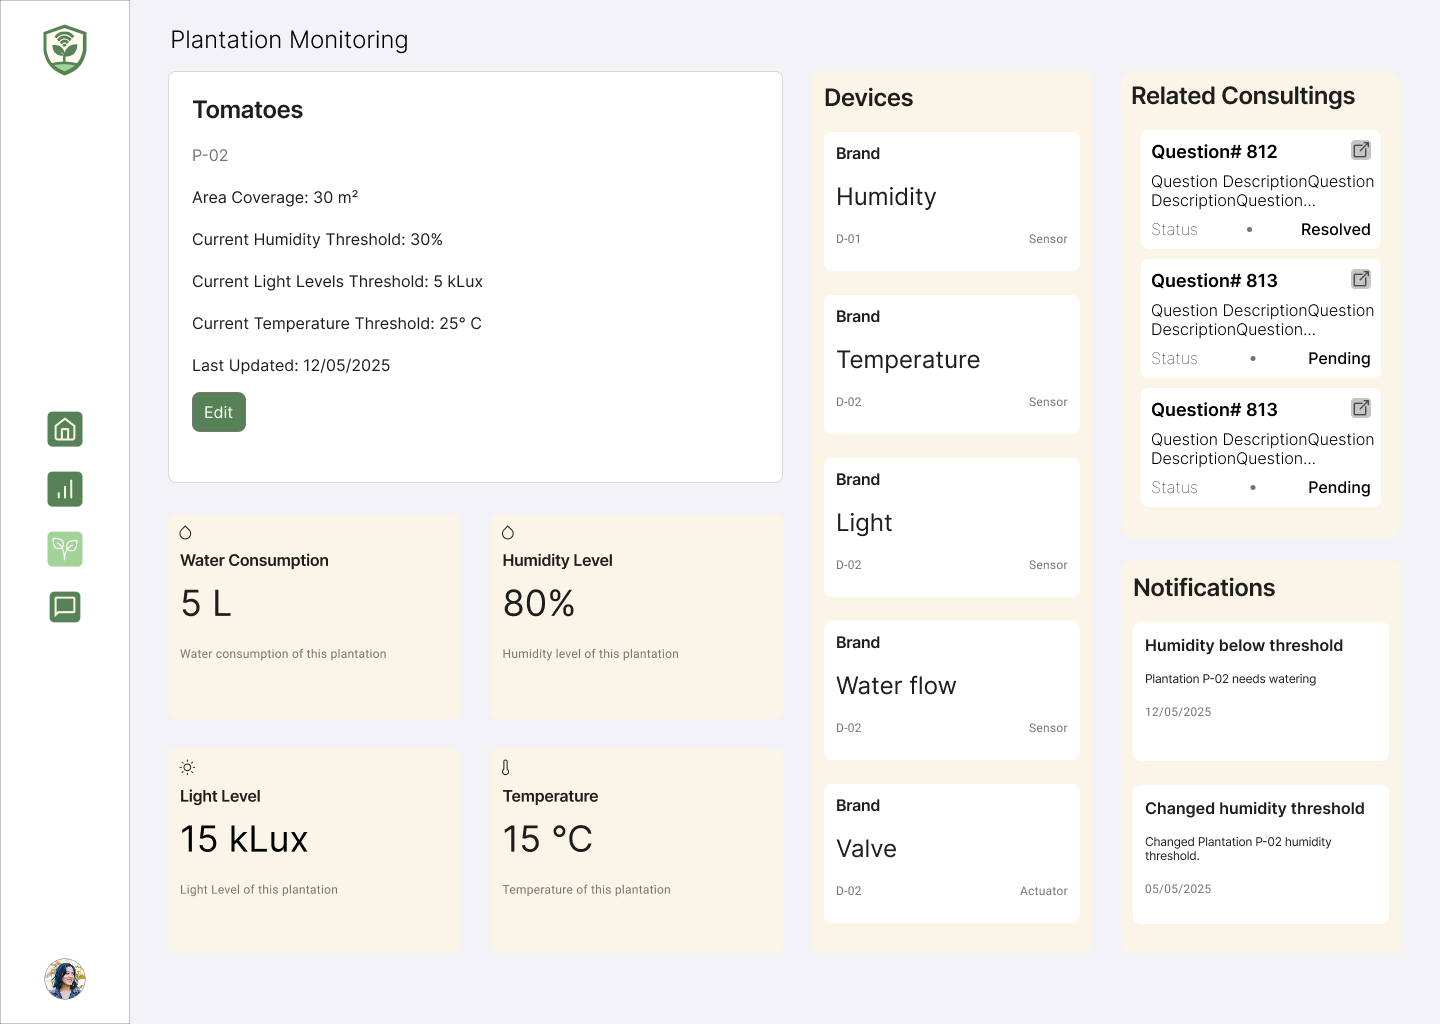 Plantation Monitoring
Tomatoes
P-02
Area Coverage: 30 m²
Current Humidity Threshold: 30%
Current Light Levels Threshold: 5 kLux
Current Temperature Threshold: 25° C
Last Updated: 12/05/2025
Edit
Water Consumption
5 L
Water consumption of this plantation
Humidity Level
80%
Humidity level of this plantation
Light Level
15 kLux
Light Level of this plantation
Temperature
15 °C
Temperature of this plantation
Devices
Brand
Humidity
D-01 Sensor
Brand
Temperature
D-02 Sensor
Brand
Light
D-02 Sensor
Brand
Water flow
D-02 Sensor
Brand
Valve
D-02 Actuator
Related Consultings
Question# 812
Question DescriptionQuestion
DescriptionQuestion...
Status • Resolved
Question# 813
Question DescriptionQuestion
DescriptionQuestion...
Status • Pending
Question# 813
Question DescriptionQuestion
DescriptionQuestion...
Status • Pending
Notifications
Humidity below threshold
Plantation P-02 needs watering
12/05/2025
Changed humidity threshold
Changed Plantation P-02 humidity
threshold.
05/05/2025